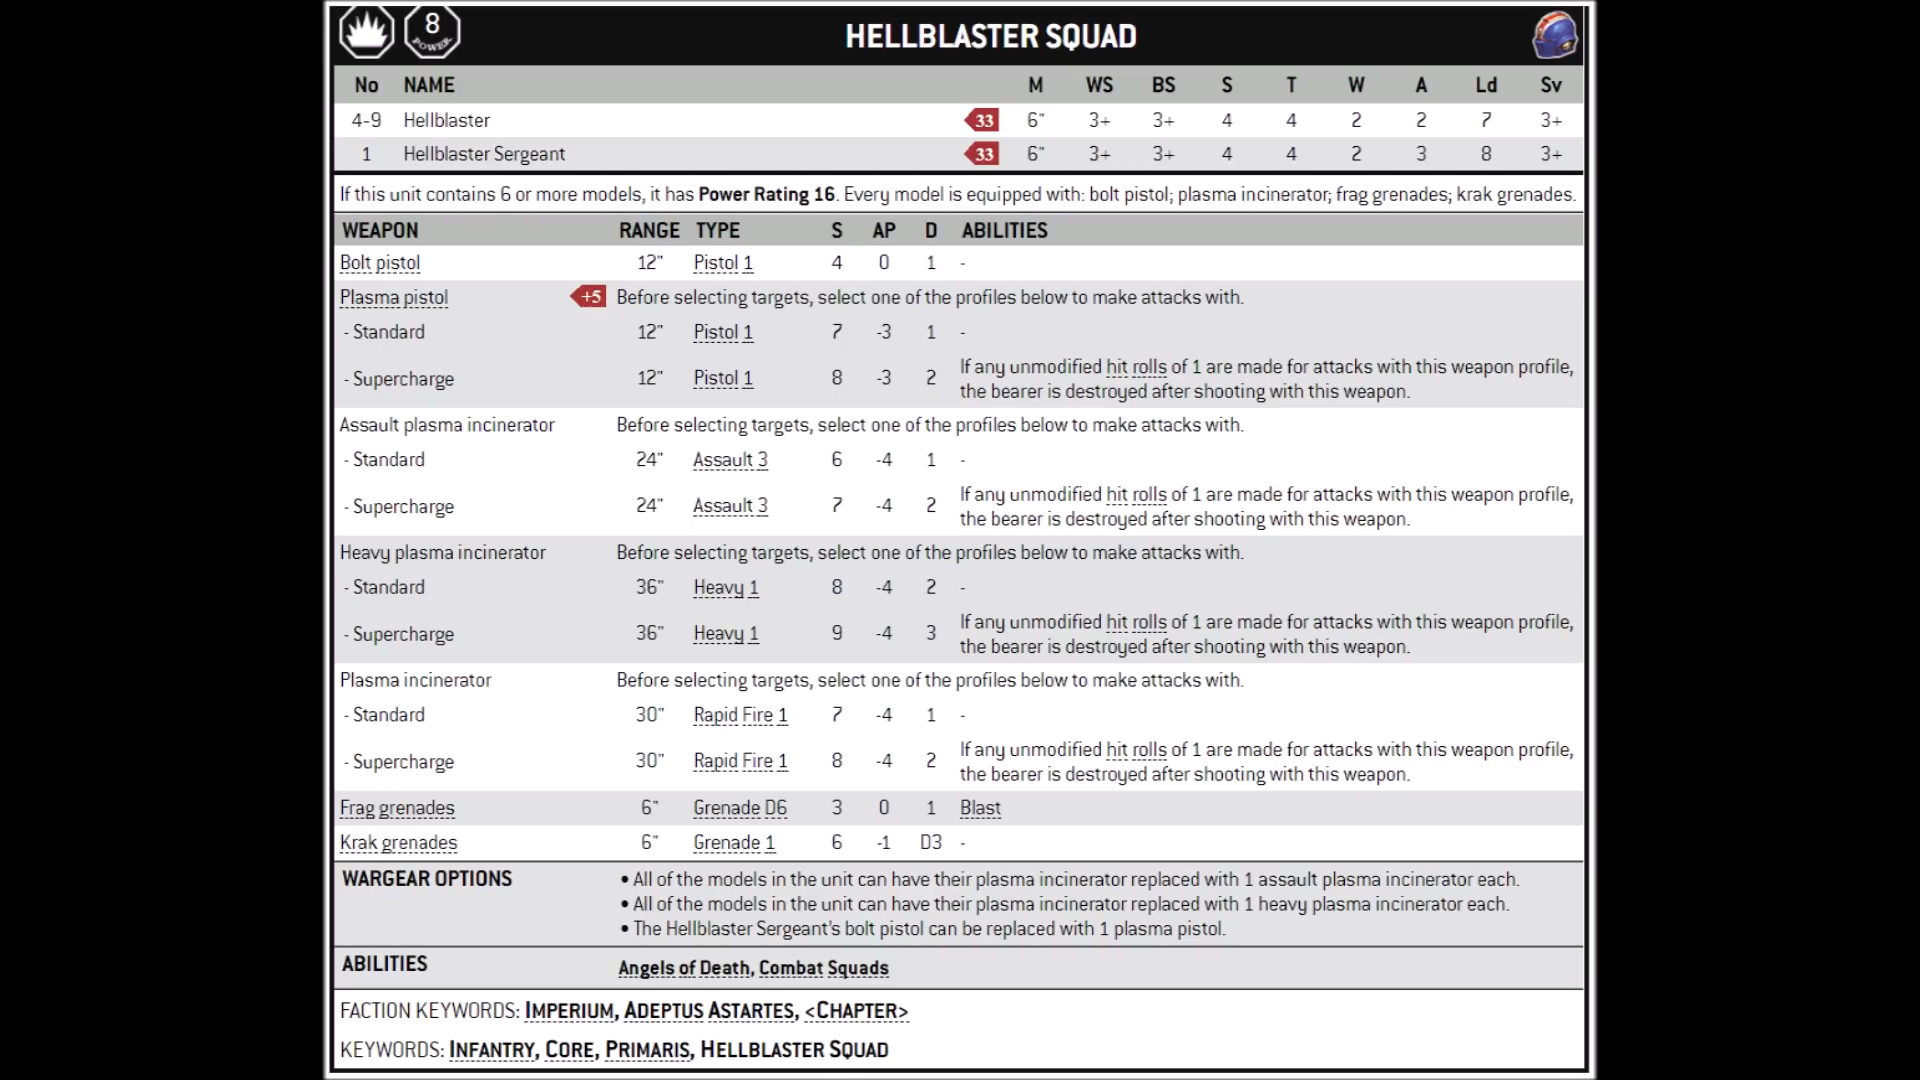 8
POWER
HELLBLASTER SQUAD
No NAME M WS BS S T W A Ld Sv
4-9 Hellblaster 33 6" 3+ 3+ 4 4 2 2 7 3+
1 Hellblaster Sergeant 33 6" 3+ 3+ 4 4 2 3 8 3+
If this unit contains 6 or more models, it has Power Rating 16. Every model is equipped with: bolt pistol; plasma incinerator; frag grenades; krak grenades.
WEAPON RANGE TYPE S AP D ABILITIES
Bolt pistol 12" Pistol 1 4 0 1 -
Plasma pistol +5 Before selecting targets, select one of the profiles below to make attacks with.
- Standard 12" Pistol 1 7 -3 1 -
- Supercharge 12" Pistol 1 8 -3 2 If any unmodified hit rolls of 1 are made for attacks with this weapon profile,
the bearer is destroyed after shooting with this weapon.
Assault plasma incinerator Before selecting targets, select one of the profiles below to make attacks with.
- Standard 24" Assault 3 6 -4 1 -
- Supercharge 24" Assault 3 7 -4 2 If any unmodified hit rolls of 1 are made for attacks with this weapon profile,
the bearer is destroyed after shooting with this weapon.
Heavy plasma incinerator Before selecting targets, select one of the profiles below to make attacks with.
- Standard 36" Heavy 1 8 -4 2 -
- Supercharge 36" Heavy 1 9 -4 3 If any unmodified hit rolls of 1 are made for attacks with this weapon profile,
the bearer is destroyed after shooting with this weapon.
Plasma incinerator Before selecting targets, select one of the profiles below to make attacks with.
- Standard 30" Rapid Fire 1 7 -4 1 -
- Supercharge 30" Rapid Fire 1 8 -4 2 If any unmodified hit rolls of 1 are made for attacks with this weapon profile,
the bearer is destroyed after shooting with this weapon.
Frag grenades 6" Grenade D6 3 0 1 Blast
Krak grenades 6" Grenade 1 6 -1 D3 -
WARGEAR OPTIONS • All of the models in the unit can have their plasma incinerator replaced with 1 assault plasma incinerator each.
• All of the models in the unit can have their plasma incinerator replaced with 1 heavy plasma incinerator each.
• The Hellblaster Sergeant's bolt pistol can be replaced with 1 plasma pistol.
ABILITIES Angels of Death, Combat Squads
FACTION KEYWORDS: IMPERIUM, ADEPTUS ASTARTES, <CHAPTER>
KEYWORDS: INFANTRY, CORE, PRIMARIS, HELLBLASTER SQUAD